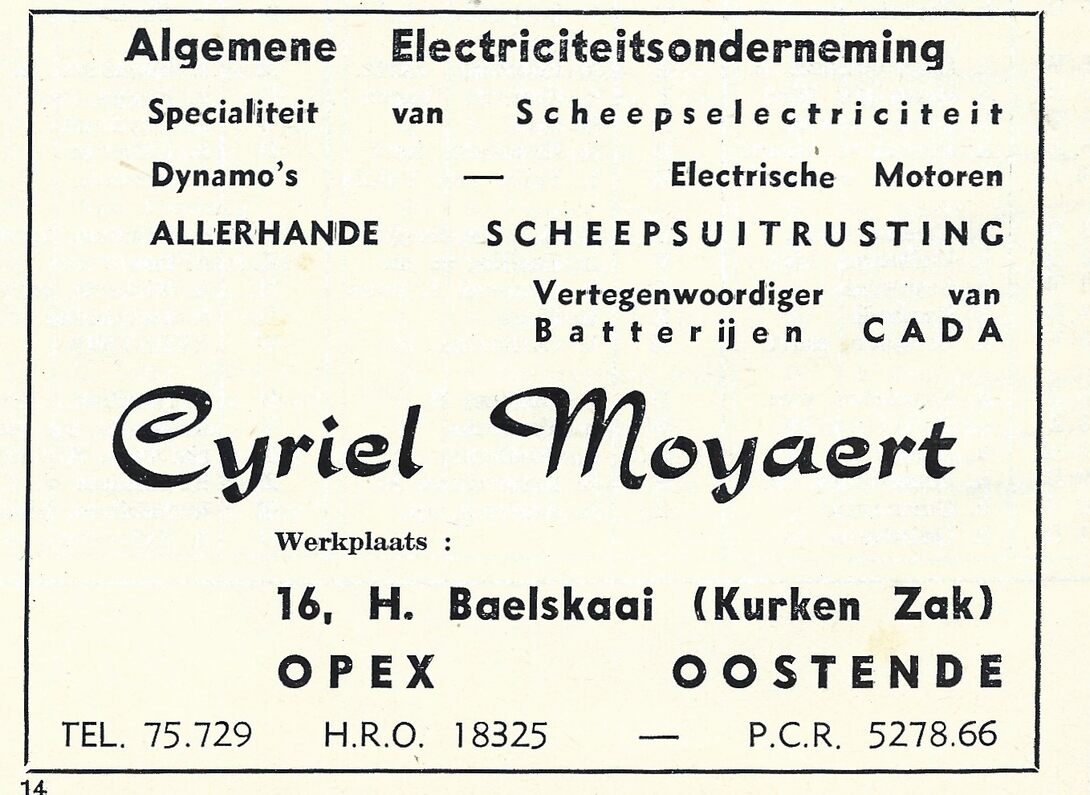 Algemene Electriciteitsonderneming
Specialiteit van Scheepselectriciteit
Dynamo's — Electrische Motoren
ALLERHANDE SCHEEPSUITRUSTING
Vertegenwoordiger van
Batterijen CADA
Cyriel Moyaert
Werkplaats :
16, H. Baelskaai (Kurken Zak)
OPEX OOSTENDE
TEL. 75.729 H.R.O. 18325 — P.C.R. 5278.66
14